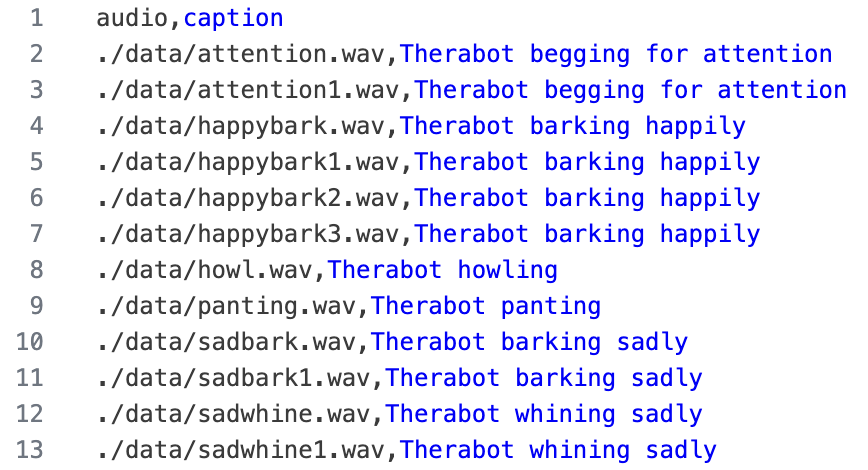 1 audio,caption
2 ./data/attention.wav,Therabot begging for attention
3 ./data/attention1.wav,Therabot begging for attention
4 ./data/happybark.wav,Therabot barking happily
5 ./data/happybark1.wav,Therabot barking happily
6 ./data/happybark2.wav,Therabot barking happily
7 ./data/happybark3.wav,Therabot barking happily
8 ./data/howl.wav,Therabot howling
9 ./data/panting.wav,Therabot panting
10 ./data/sadbark.wav,Therabot barking sadly
11 ./data/sadbark1.wav,Therabot barking sadly
12 ./data/sadwhine.wav,Therabot whining sadly
13 ./data/sadwhine1.wav,Therabot whining sadly